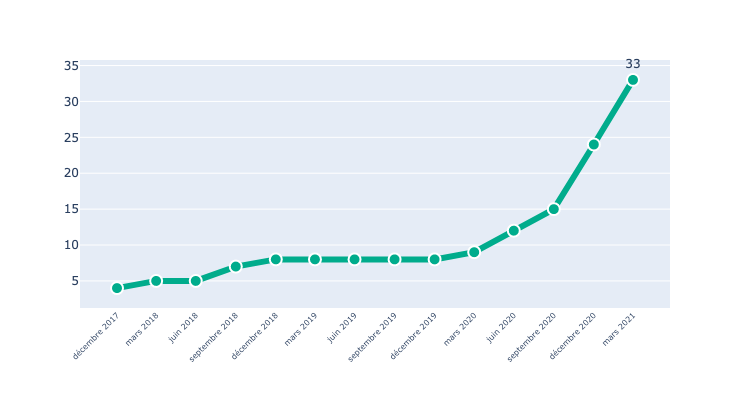 33
35
30
25
20
15
10
5
décembre 2017
mars 2018
juin 2018
septembre 2018
décembre 2018
mars 2019
juin 2019
septembre 2019
décembre 2019
mars 2020
juin 2020
septembre 2020
décembre 2020
mars 2021